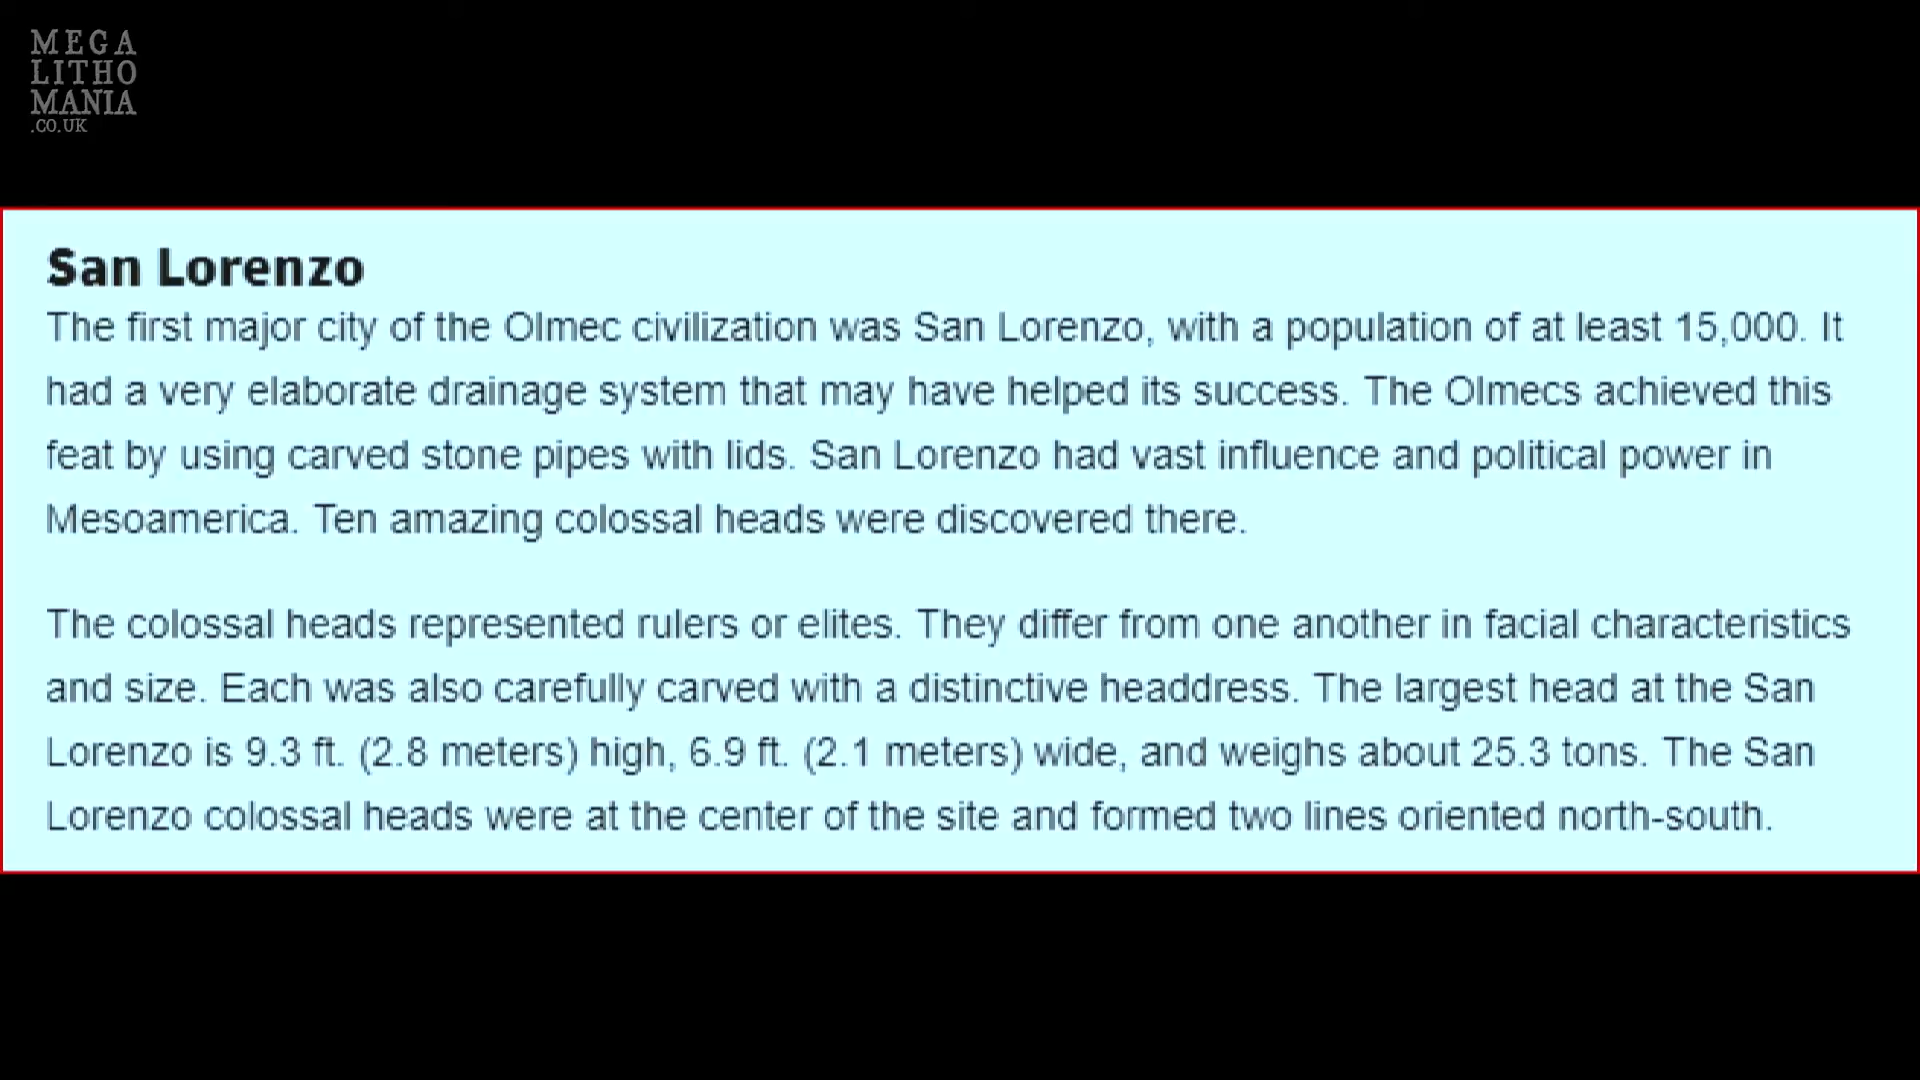 MEGA
LITHO
MANIA
.CO.UK
San Lorenzo
The first major city of the Olmec civilization was San Lorenzo, with a population of at least 15,000. It
had a very elaborate drainage system that may have helped its success. The Olmecs achieved this
feat by using carved stone pipes with lids. San Lorenzo had vast influence and political power in
Mesoamerica. Ten amazing colossal heads were discovered there.
The colossal heads represented rulers or elites. They differ from one another in facial characteristics
and size. Each was also carefully carved with a distinctive headdress. The largest head at the San
Lorenzo is 9.3 ft. (2.8 meters) high, 6.9 ft. (2.1 meters) wide, and weighs about 25.3 tons. The San
Lorenzo colossal heads were at the center of the site and formed two lines oriented north-south.